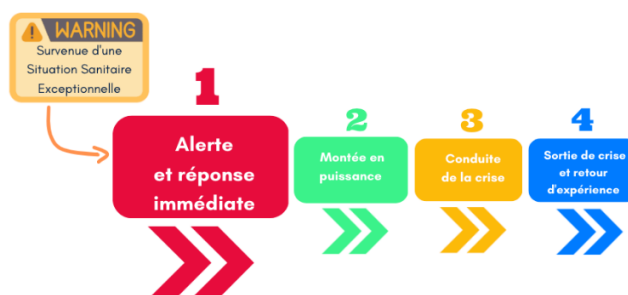 WARNING
Survenue d'une
Situation Sanitaire
Exceptionnelle
1
Alerte
et réponse
immédiate
2
Montée en
puissance
3
Conduite
de la crise
4
Sortie de crise
et retour
d'expérience